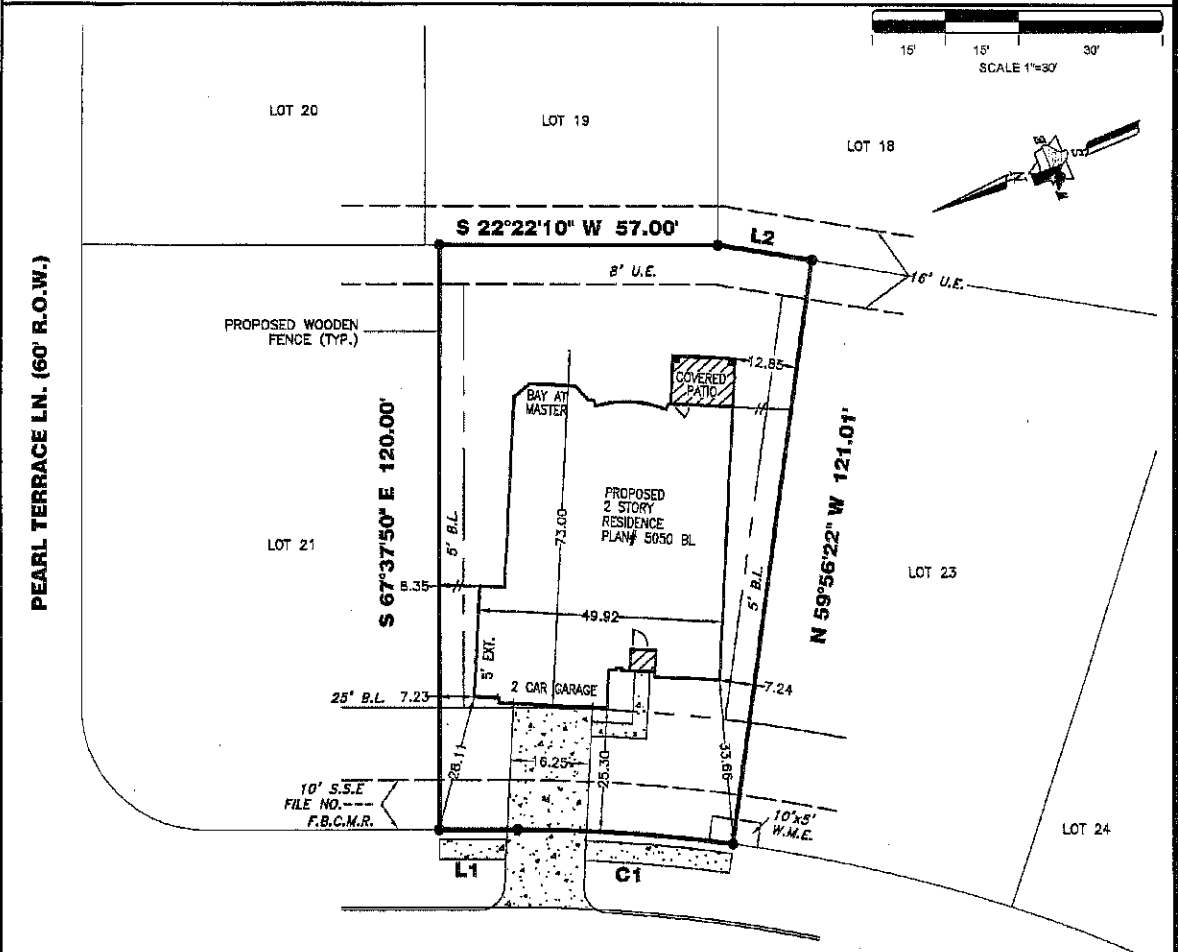 15' 15' 30'
SCALE 1"=30'
LOT 20
LOT 19
LOT 18
S 22°22'10" W 57.00'
L2
8' U.E.
16' U.E.
PEARL TERRACE LN. (60' R.O.W.)
PROPOSED WOODEN
FENCE (TYP.)
12.85
COVERED
PATIO
BAY AT
MASTER
S 67°37'50" E 120.00'
N 59°56'22" W 121.01'
PROPOSED
2 STORY
RESIDENCE
PLAN# 5050 BL
73.00
5' B.L.
LOT 21
LOT 23
8.35
5' B.L.
49.92
5' EXT.
2 CAR GARAGE
7.24
25' B.L.
7.23
28.11
16.25
25.30
33.66
10' S.S.E
FILE NO.----
F.B.C.M.R.
10'x5'
W.M.E.
LOT 24
L1
C1